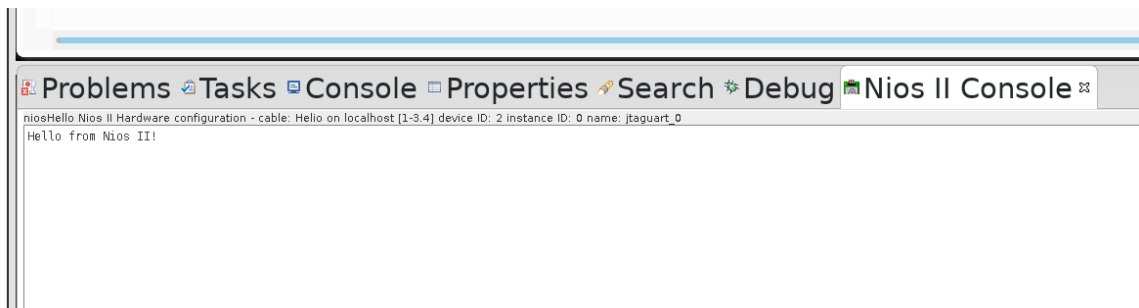 Problems Tasks Console Properties Search Debug Nios II Console
niosHello Nios II Hardware configuration - cable: Helio on localhost [1-3.4] device ID: 2 instance ID: 0 name: jtaguart_0
Hello from Nios II!